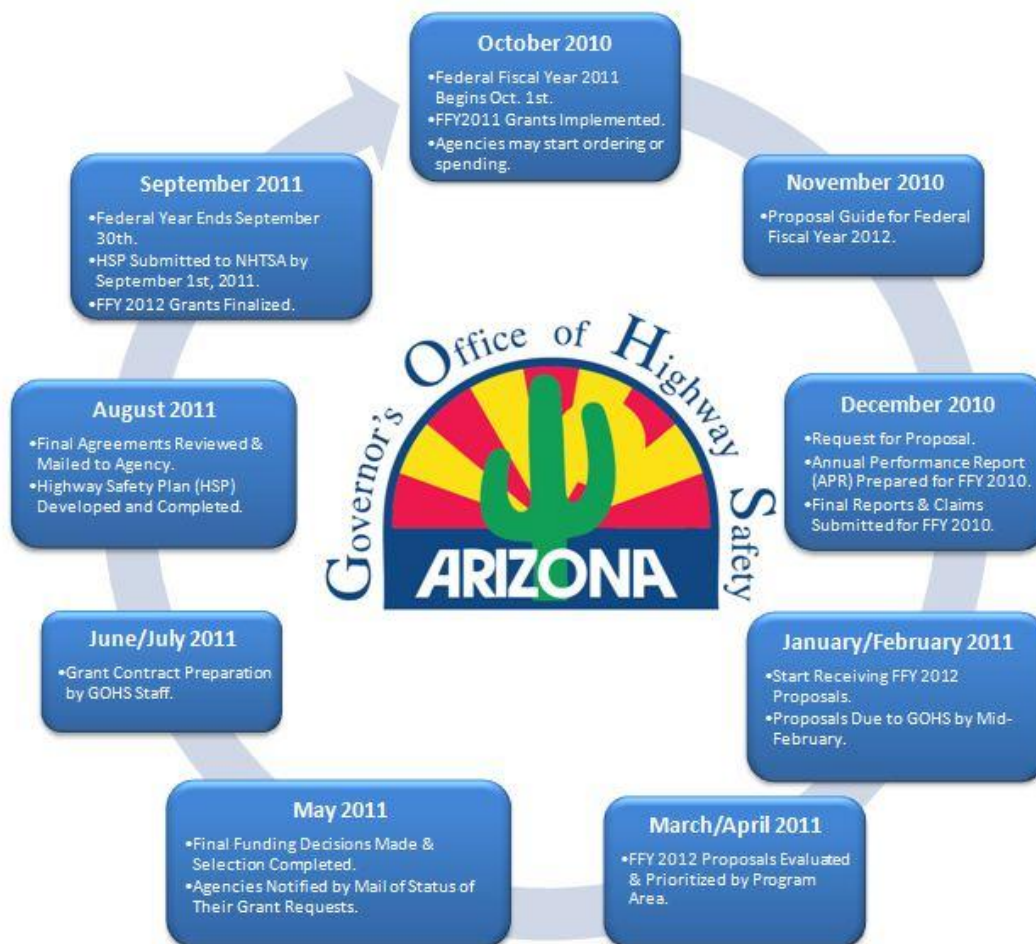 October 2010
•Federal Fiscal Year 2011
Begins Oct. 1st.
•FFY2011 Grants Implemented.
•Agencies may start ordering or
spending.
November 2010
•Proposal Guide for Federal
Fiscal Year 2012.
December 2010
•Request for Proposal.
•Annual Performance Report
(APR) Prepared for FFY 2010.
•Final Reports & Claims
Submitted for FFY 2010.
January/February 2011
•Start Receiving FFY 2012
Proposals.
•Proposals Due to GOHS by Mid-
February.
March/April 2011
•FFY 2012 Proposals Evaluated
& Prioritized by Program
Area.
May 2011
•Final Funding Decisions Made &
Selection Completed.
•Agencies Notified by Mail of Status of
Their Grant Requests.
June/July 2011
•Grant Contract Preparation
by GOHS Staff.
August 2011
•Final Agreements Reviewed &
Mailed to Agency.
•Highway Safety Plan (HSP)
Developed and Completed.
September 2011
•Federal Year Ends September
30th.
•HSP Submitted to NHTSA by
September 1st, 2011.
•FFY 2012 Grants Finalized.
Governor's Office of Highway Safety
ARIZONA